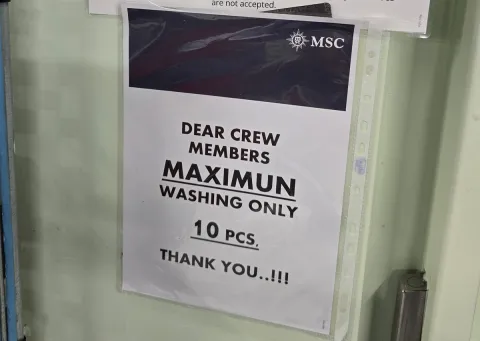 are not accepted.
MSC
DEAR CREW
MEMBERS
MAXIMUN
WASHING ONLY
10 PCS.
THANK YOU..!!!